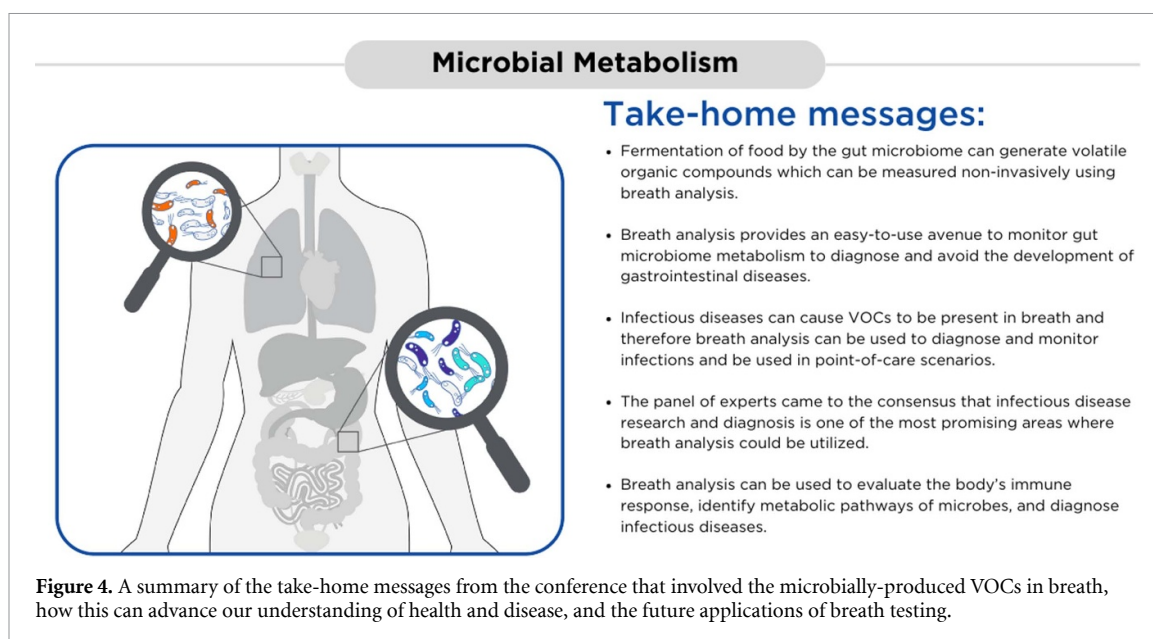 Microbial Metabolism
Take-home messages:
• Fermentation of food by the gut microbiome can generate volatile
organic compounds which can be measured non-invasively using
breath analysis.
• Breath analysis provides an easy-to-use avenue to monitor gut
microbiome metabolism to diagnose and avoid the development of
gastrointestinal diseases.
• Infectious diseases can cause VOCs to be present in breath and
therefore breath analysis can be used to diagnose and monitor
infections and be used in point-of-care scenarios.
• The panel of experts came to the consensus that infectious disease
research and diagnosis is one of the most promising areas where
breath analysis could be utilized.
• Breath analysis can be used to evaluate the body's immune
response, identify metabolic pathways of microbes, and diagnose
infectious diseases.
Figure 4. A summary of the take-home messages from the conference that involved the microbially-produced VOCs in breath,
how this can advance our understanding of health and disease, and the future applications of breath testing.